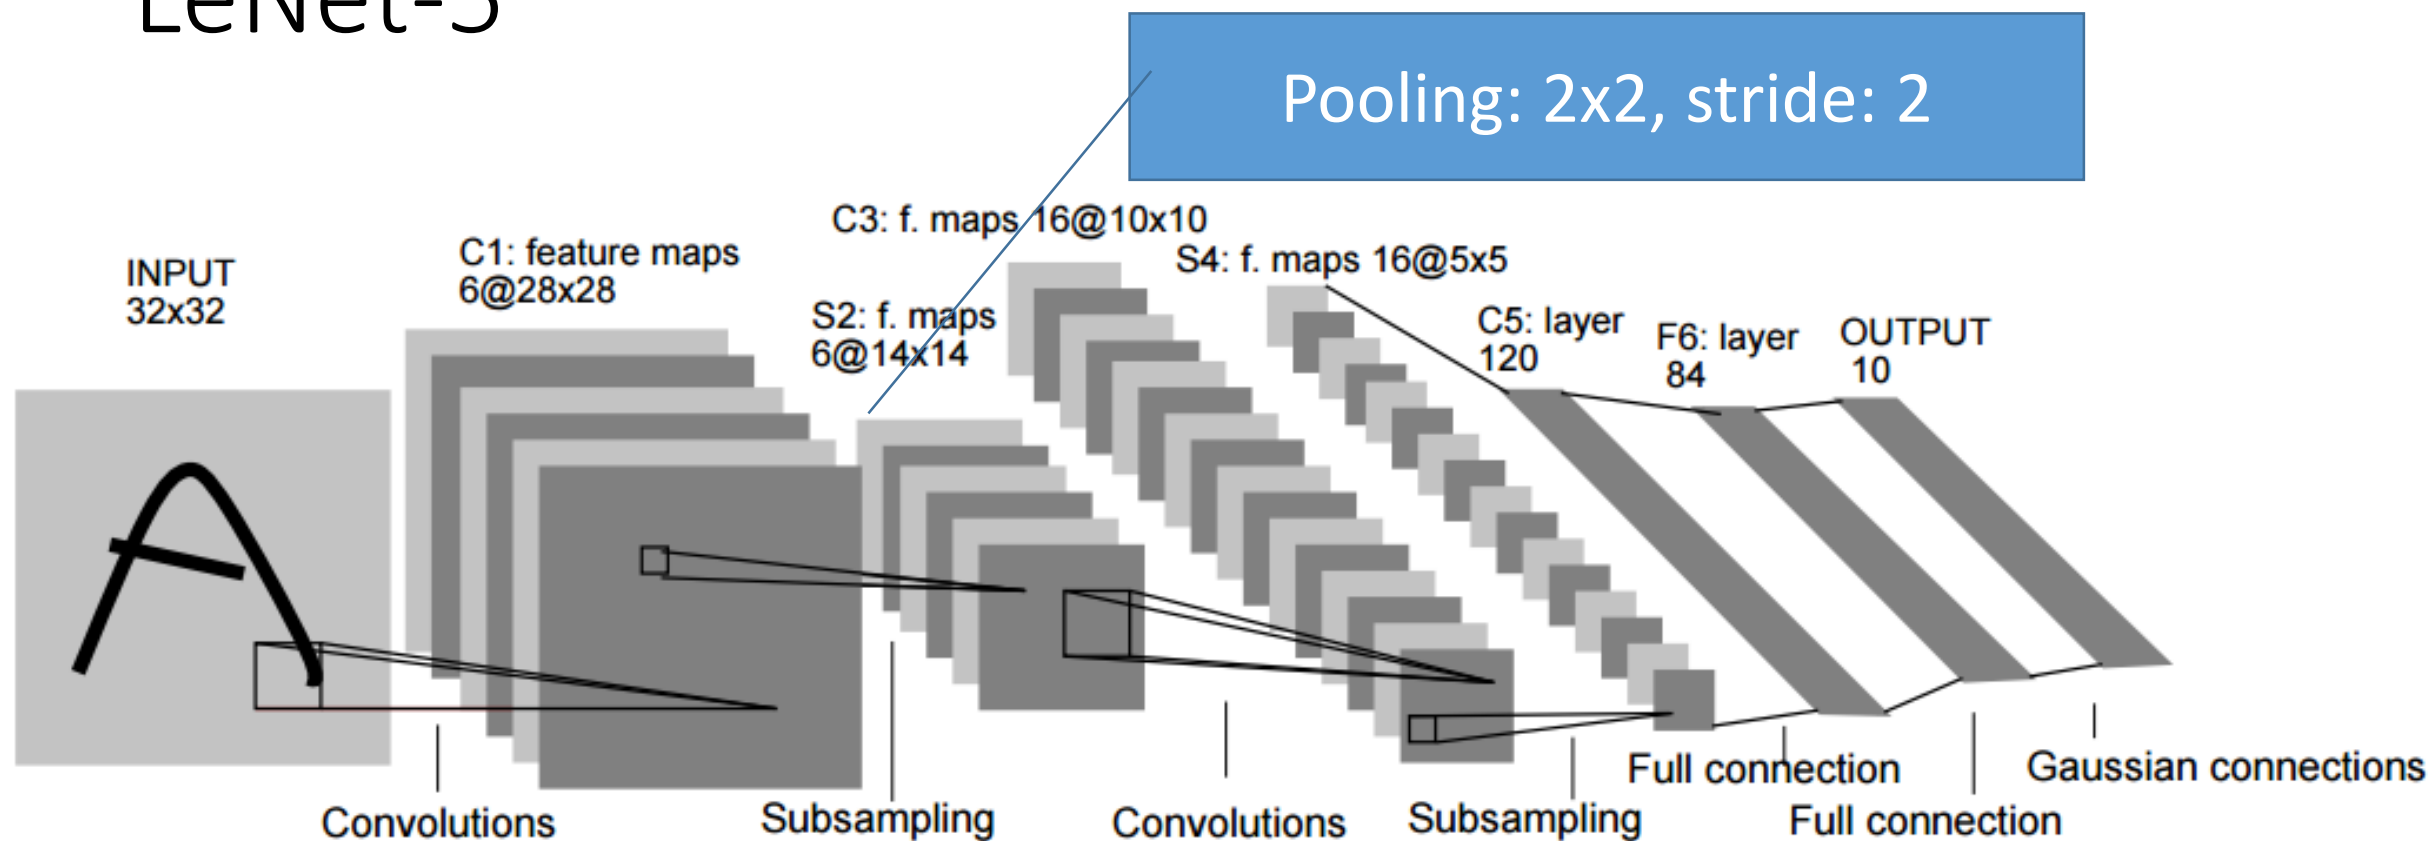 LeNet-5
Pooling: 2x2, stride: 2
C3: f. maps 16@10x10
C1: feature maps
6@28x28
S4: f. maps 16@5x5
INPUT
32x32
S2: f. maps
6@14x14
C5: layer
120
F6: layer
84
OUTPUT
10
A
Full connection
Gaussian connections
Convolutions
Subsampling
Convolutions
Subsampling
Full connection